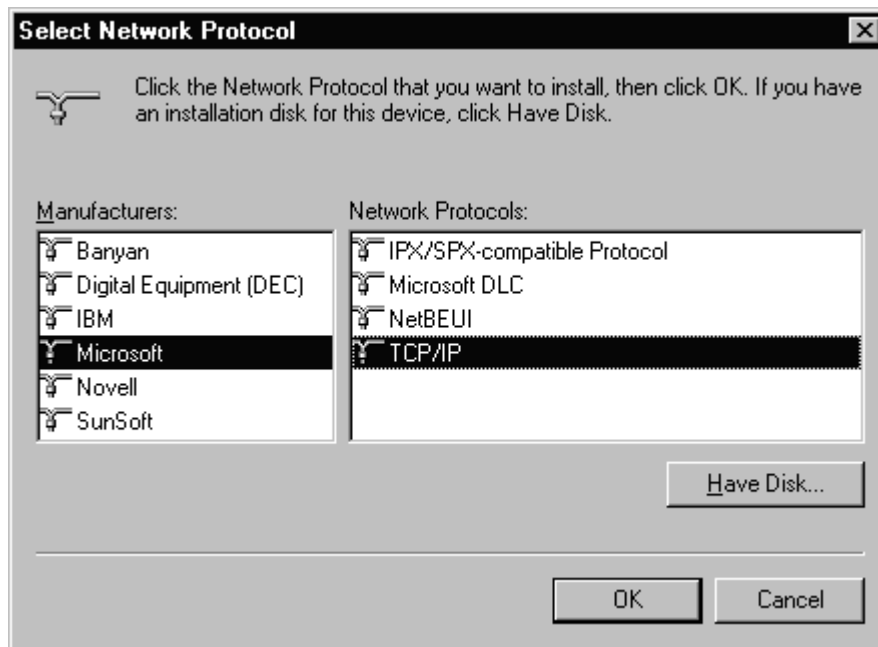 Select Network Protocol
Click the Network Protocol that you want to install, then click OK. If you have
an installation disk for this device, click Have Disk.
Manufacturers:
Banyan
Digital Equipment (DEC)
IBM
Microsoft
Novell
SunSoft
Network Protocols:
IPX/SPX-compatible Protocol
Microsoft DLC
NetBEUI
TCP/IP
Have Disk...
OK
Cancel